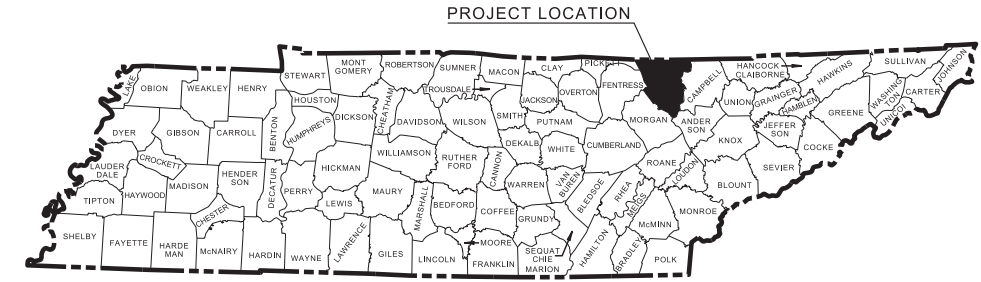 PROJECT LOCATION
LAKE
OBION
WEAKLEY
HENRY
STEWART
MONT
GOMERY
ROBERTSON
SUMNER
MACON
CLAY
PICKETT
FENTRESS
CAMPBELL
HANCOCK
CLAIBORNE
HAWKINS
SULLIVAN
JOHNSON
TROUSDALE
HOUSTON
CHEATHAM
JACKSON
OVERTON
UNION
GRAINGER
HAMBLEN
WASHING
TON
CARTER
UNICOI
GREENE
DYER
GIBSON
CARROLL
BENTON
HUMPHREYS
DICKSON
DAVIDSON
WILSON
SMITH
PUTNAM
MORGAN
ANDER
SON
KNOX
JEFFER
SON
COCKE
LAUDER
DALE
CROCKETT
MADISON
HENDER
SON
DECATUR
PERRY
HICKMAN
WILLIAMSON
RUTHER
FORD
CANNON
DEKALB
WHITE
CUMBERLAND
ROANE
LOUDON
SEVIER
BLOUNT
TIPTON
HAYWOOD
CHESTER
LEWIS
MAURY
MARSHALL
BEDFORD
COFFEE
WARREN
VAN
BUREN
BLEDSOE
RHEA
MEIGS
McMINN
MONROE
SHELBY
FAYETTE
HARDE
MAN
McNAIRY
HARDIN
WAYNE
LAWRENCE
GILES
LINCOLN
MOORE
FRANKLIN
GRUNDY
SEQUAT
CHIE
MARION
HAMILTON
BRADLEY
POLK